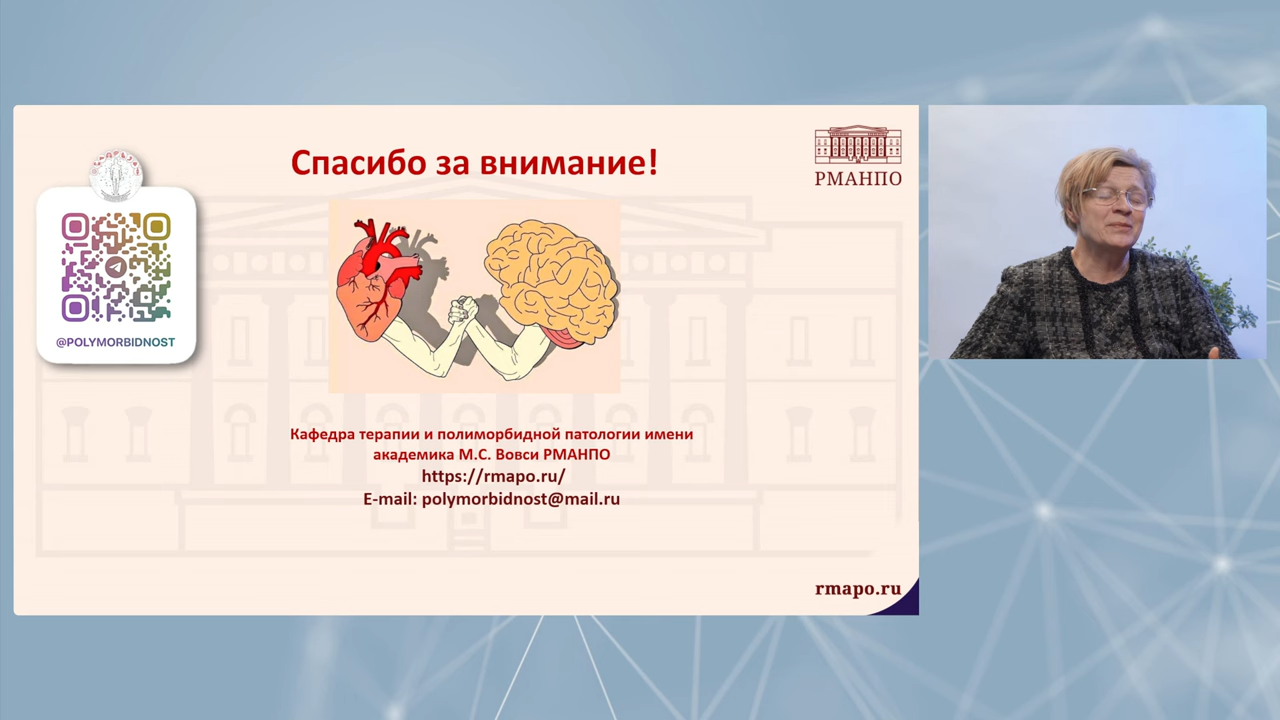 Спасибо за внимание!
РМАНПО
@POLYMORBIDNOST
Кафедра терапии и полиморбидной патологии имени
академика М.С. Вовси РМАНПО
https://rmapo.ru/
E-mail: polymorbidnost@mail.ru
rmapo.ru